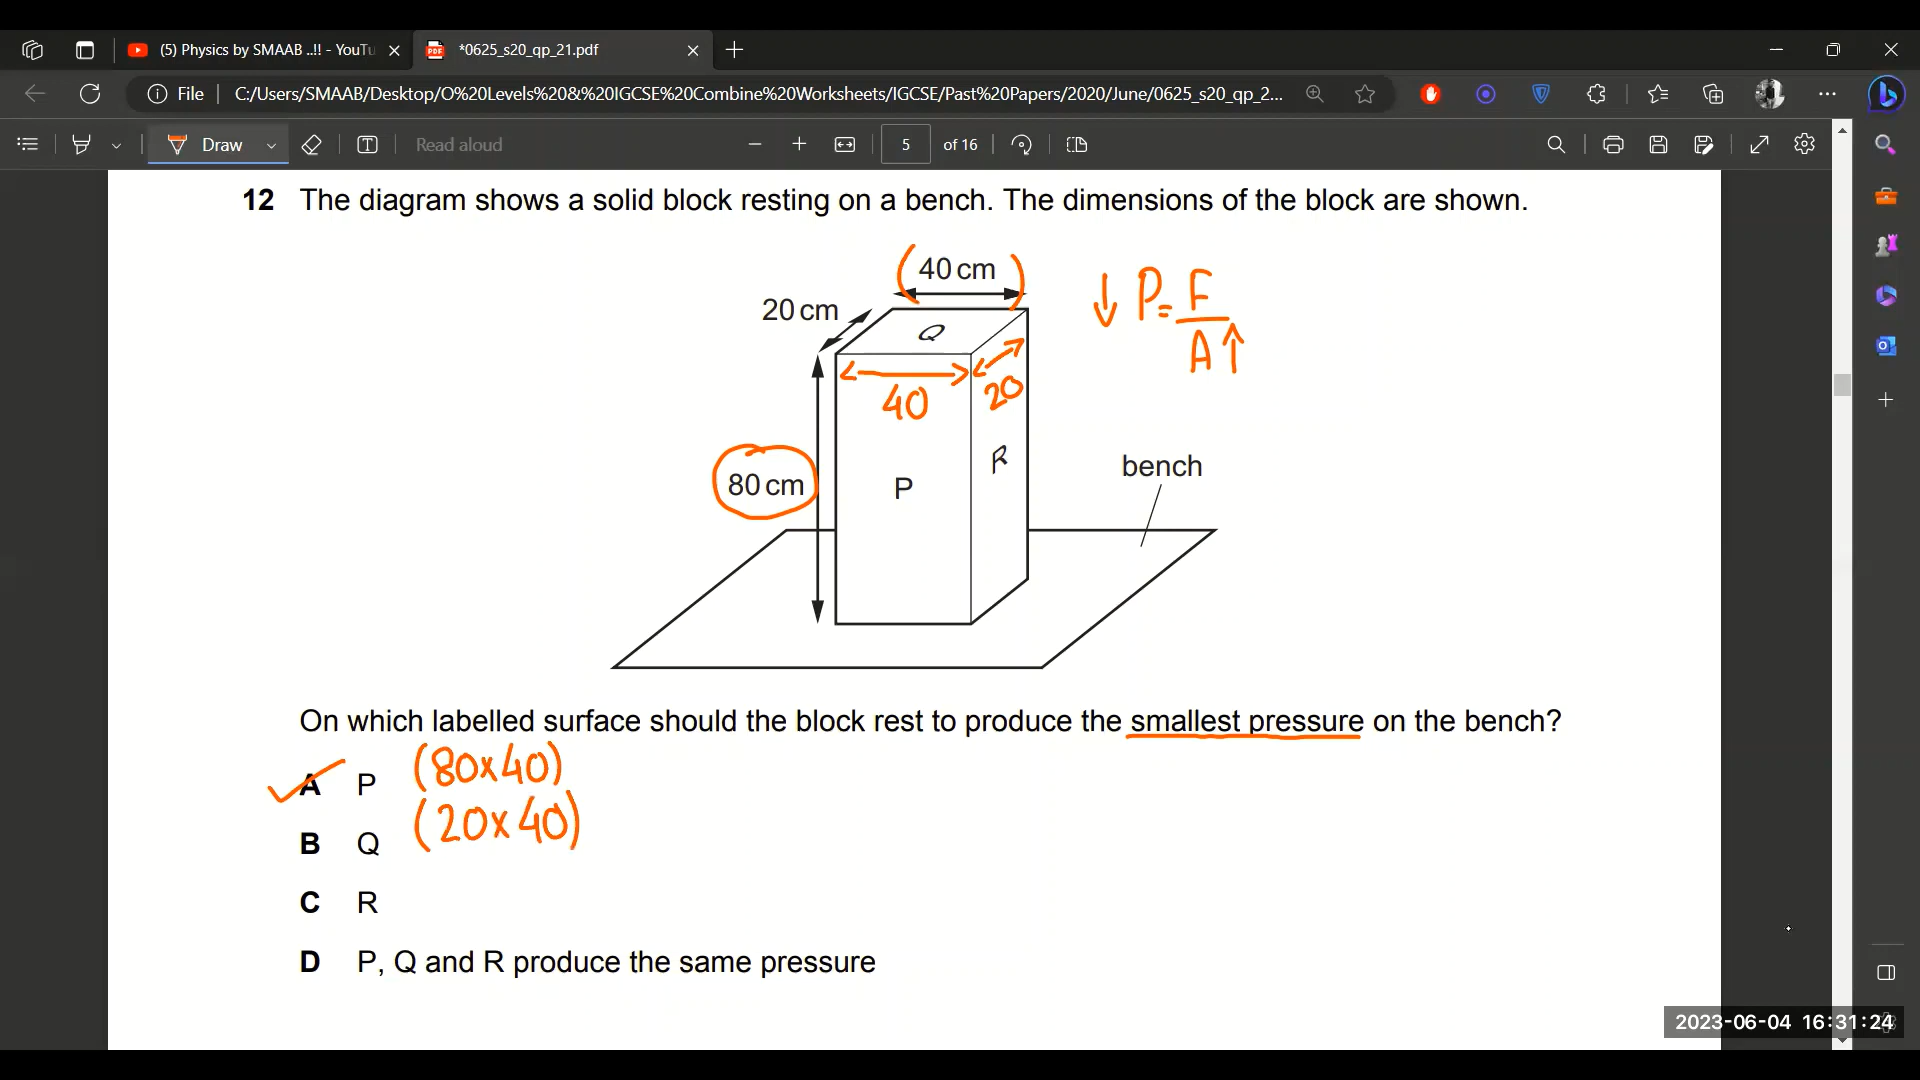 (5) Physics by SMAAB ..!! - YouTu
*0625_s20_qp_21.pdf
File
C:/Users/SMAAB/Desktop/O%20Levels%20&%20IGCSE%20Combine%20Worksheets/IGCSE/Past%20Papers/2020/June/0625_s20_qp_2...
Draw
Read aloud
5 of 16
12 The diagram shows a solid block resting on a bench. The dimensions of the block are shown.
(40 cm)
20 cm
Q
↓ P = F
A↑
40
20
80 cm
P
R
bench
On which labelled surface should the block rest to produce the smallest pressure on the bench?
A P (80x40)
B Q (20x40)
C R
D P, Q and R produce the same pressure
2023-06-04 16:31:24